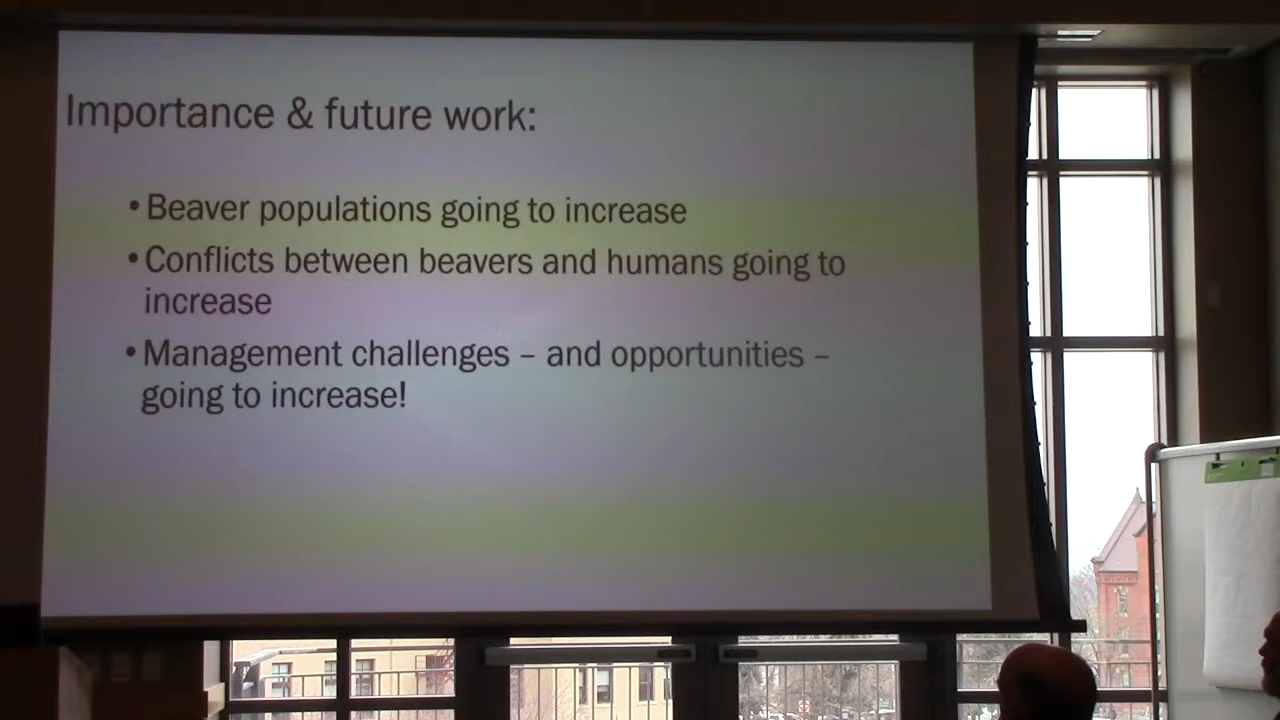 Importance & future work:
•Beaver populations going to increase
•Conflicts between beavers and humans going to
increase
•Management challenges – and opportunities –
going to increase!